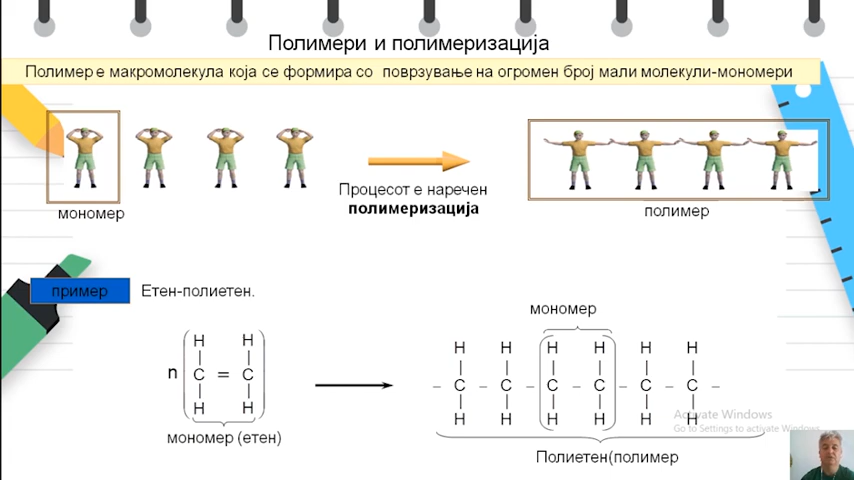 Полимери и полимеризација
Полимер е макромолекула која се формира со поврзување на огромен број мали молекули-мономери
мономер
Процесот е наречен
полимеризација
полимер
пример
Етен-полиетен.
мономер
n
H H
C = C
H H
мономер (етен)
H H H H H H
– C – C – C – C – C – C –
H H H H H H
Полиетен(полимер
Activate Windows
Go to Settings to activate Windows.